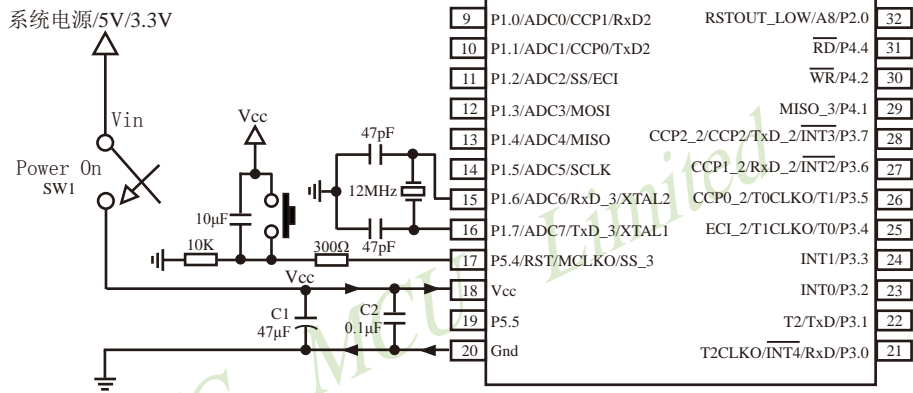 系统电源/5V/3.3V
Vin
Power On
SW1
Vcc
10μF
10K
300Ω
47pF
12MHz
47pF
Vcc
C1
47μF
C2
0.1μF
9 P1.0/ADC0/CCP1/RxD2
10 P1.1/ADC1/CCP0/TxD2
11 P1.2/ADC2/SS/ECI
12 P1.3/ADC3/MOSI
13 P1.4/ADC4/MISO
14 P1.5/ADC5/SCLK
15 P1.6/ADC6/RxD_3/XTAL2
16 P1.7/ADC7/TxD_3/XTAL1
17 P5.4/RST/MCLKO/SS_3
18 Vcc
19 P5.5
20 Gnd
RSTOUT_LOW/A8/P2.0 32
RD/P4.4 31
WR/P4.2 30
MISO_3/P4.1 29
CCP2_2/CCP2/TxD_2/INT3/P3.7 28
CCP1_2/RxD_2/INT2/P3.6 27
CCP0_2/T0CLKO/T1/P3.5 26
ECI_2/T1CLKO/T0/P3.4 25
INT1/P3.3 24
INT0/P3.2 23
T2/TxD/P3.1 22
T2CLKO/INT4/RxD/P3.0 21
MCU Limited